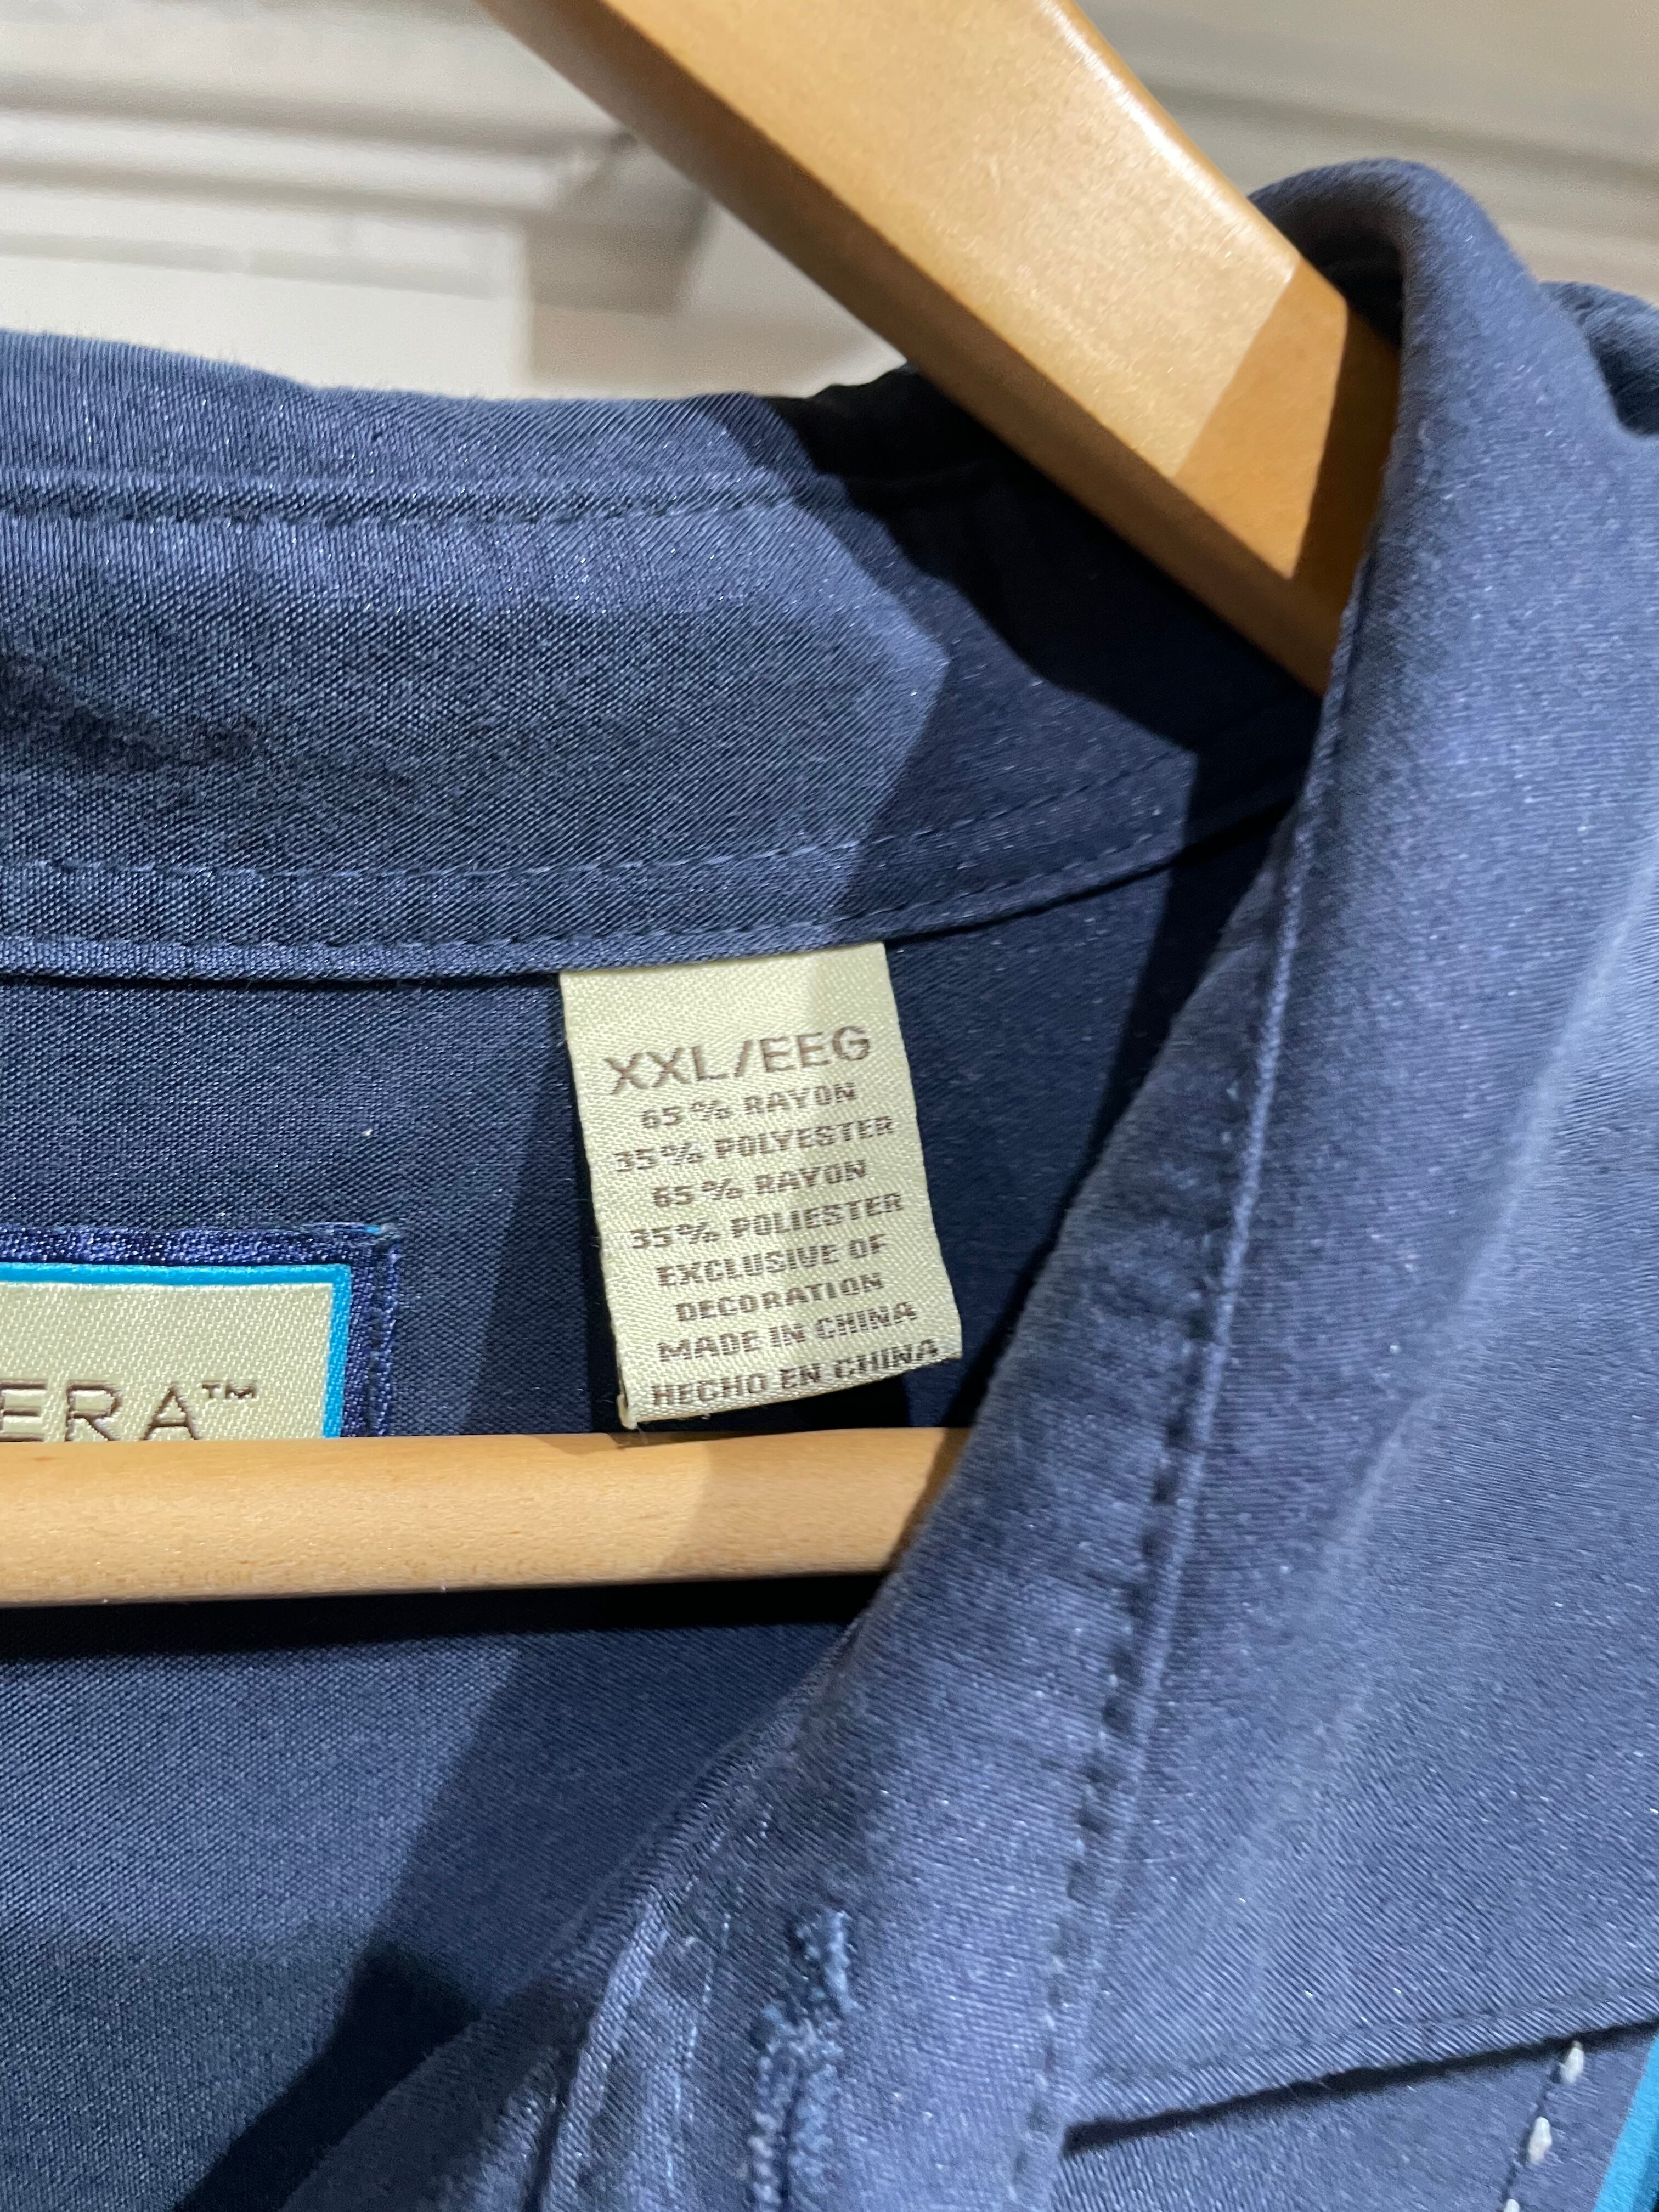 XXL/EEG
65% RAYON
35% POLYESTER
65% RAYON
35% POLIESTER
EXCLUSIVE OF
DECORATION
MADE IN CHINA
HECHO EN CHINA
ERA™